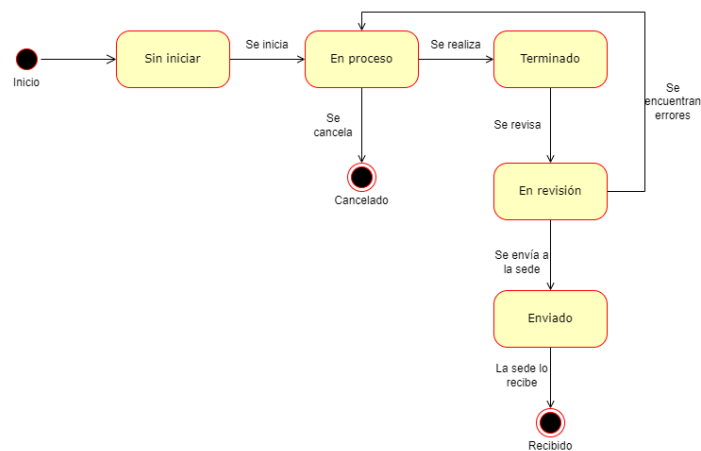 Se inicia
Se realiza
Sin iniciar
En proceso
Terminado
Inicio
Se
encuentran
errores
Se
cancela
Se revisa
Cancelado
En revisión
Se envía a
la sede
Enviado
La sede lo
recibe
Recibido